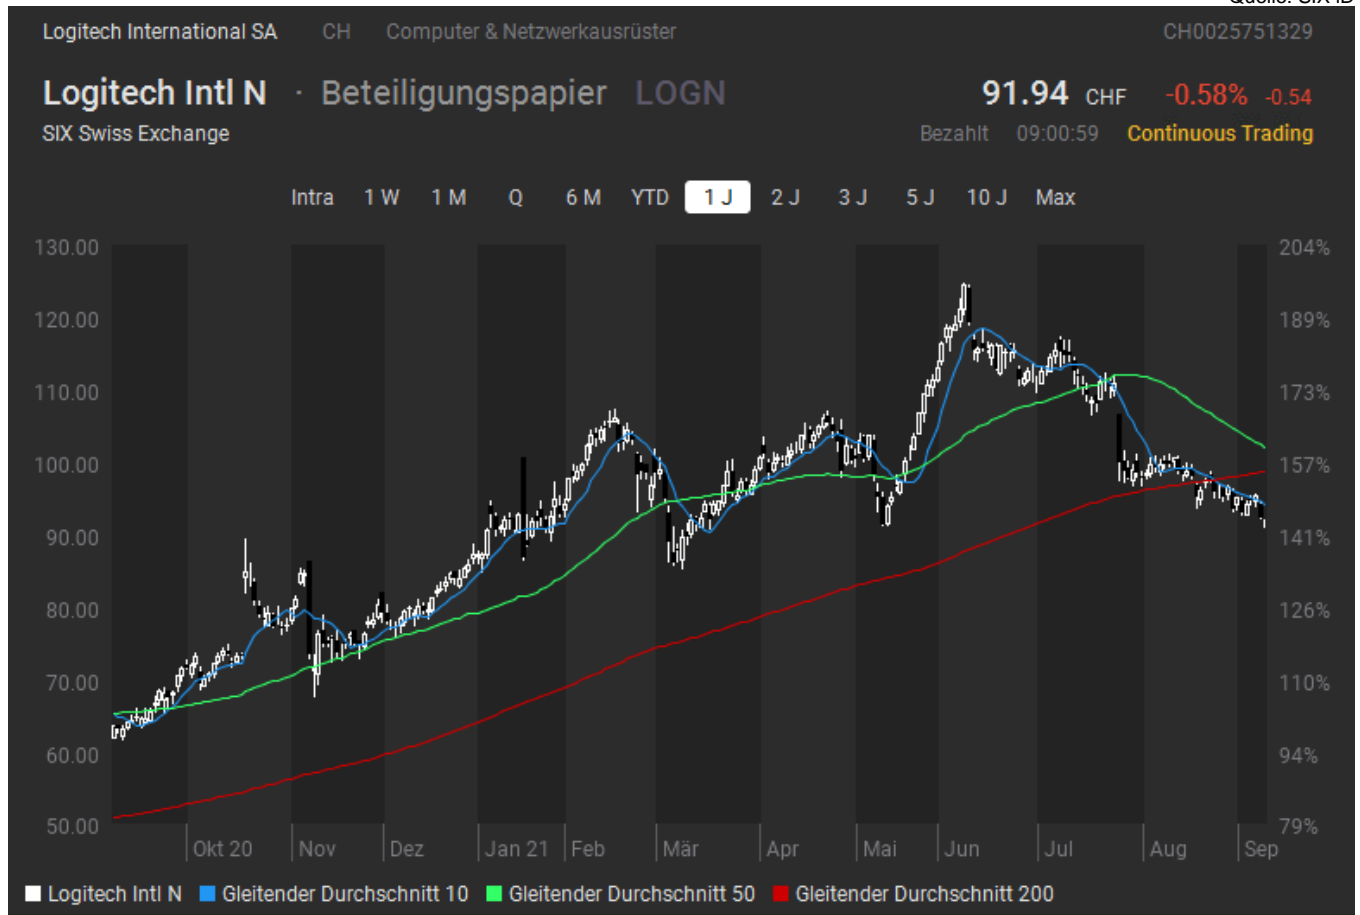 Logitech International SA CH Computer & Netzwerkausrüster CH0025751329
Logitech Intl N · Beteiligungspapier LOGN 91.94 CHF -0.58% -0.54
SIX Swiss Exchange Bezahlt 09:00:59 Continuous Trading
Intra 1 W 1 M Q 6 M YTD 1 J 2 J 3 J 5 J 10 J Max
130.00 204%
120.00 189%
110.00 173%
100.00 157%
90.00 141%
80.00 126%
70.00 110%
60.00 94%
50.00 79%
Okt 20 Nov Dez Jan 21 Feb Mär Apr Mai Jun Jul Aug Sep
Logitech Intl N Gleitender Durchschnitt 10 Gleitender Durchschnitt 50 Gleitender Durchschnitt 200